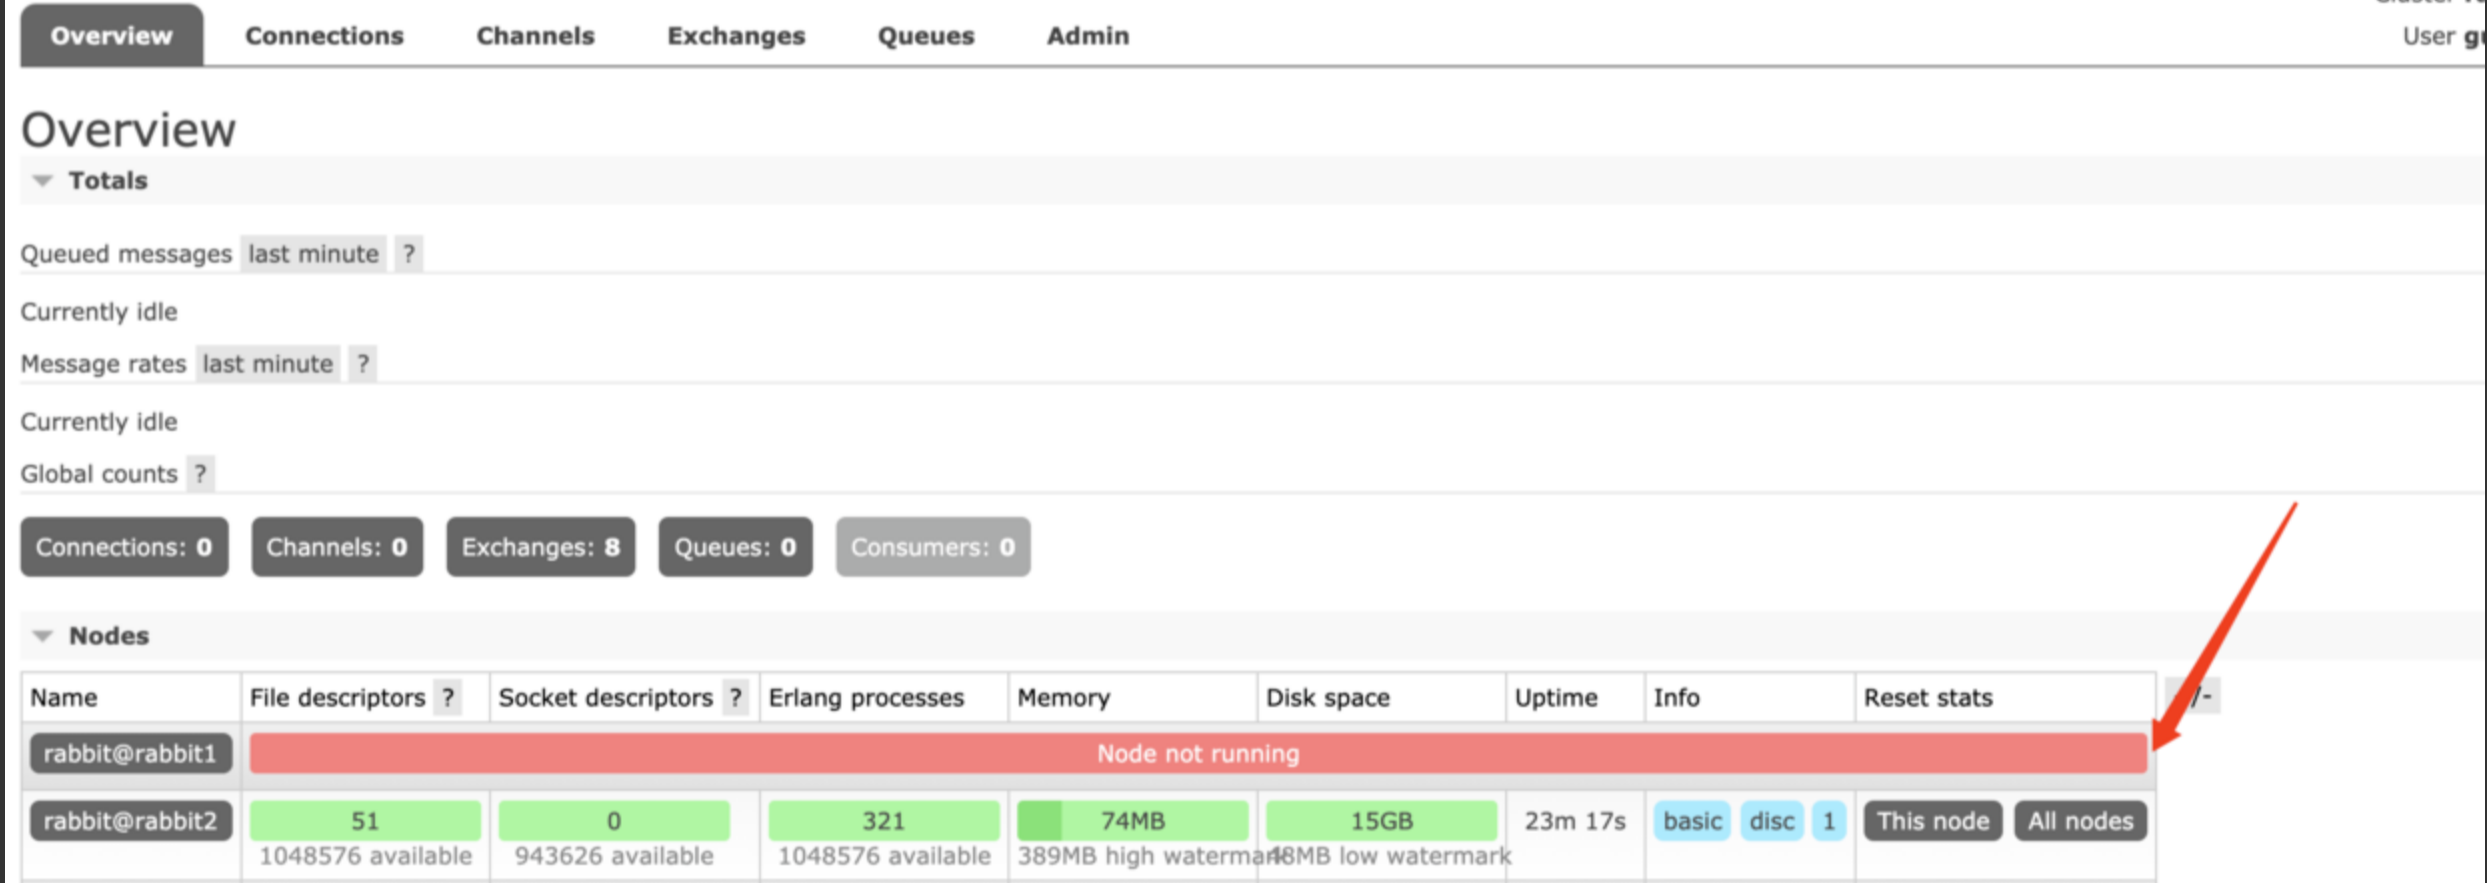 Overview Connections Channels Exchanges Queues Admin
User
Overview
Totals
Queued messages last minute ?
Currently idle
Message rates last minute ?
Currently idle
Global counts ?
Connections: 0 Channels: 0 Exchanges: 8 Queues: 0 Consumers: 0
Nodes
Name File descriptors ? Socket descriptors ? Erlang processes Memory Disk space Uptime Info Reset stats /-
rabbit@rabbit1 Node not running
rabbit@rabbit2 51 0 321 74MB 15GB 23m 17s basic disc 1 This node All nodes
1048576 available 943626 available 1048576 available 389MB high watermark 48MB low watermark